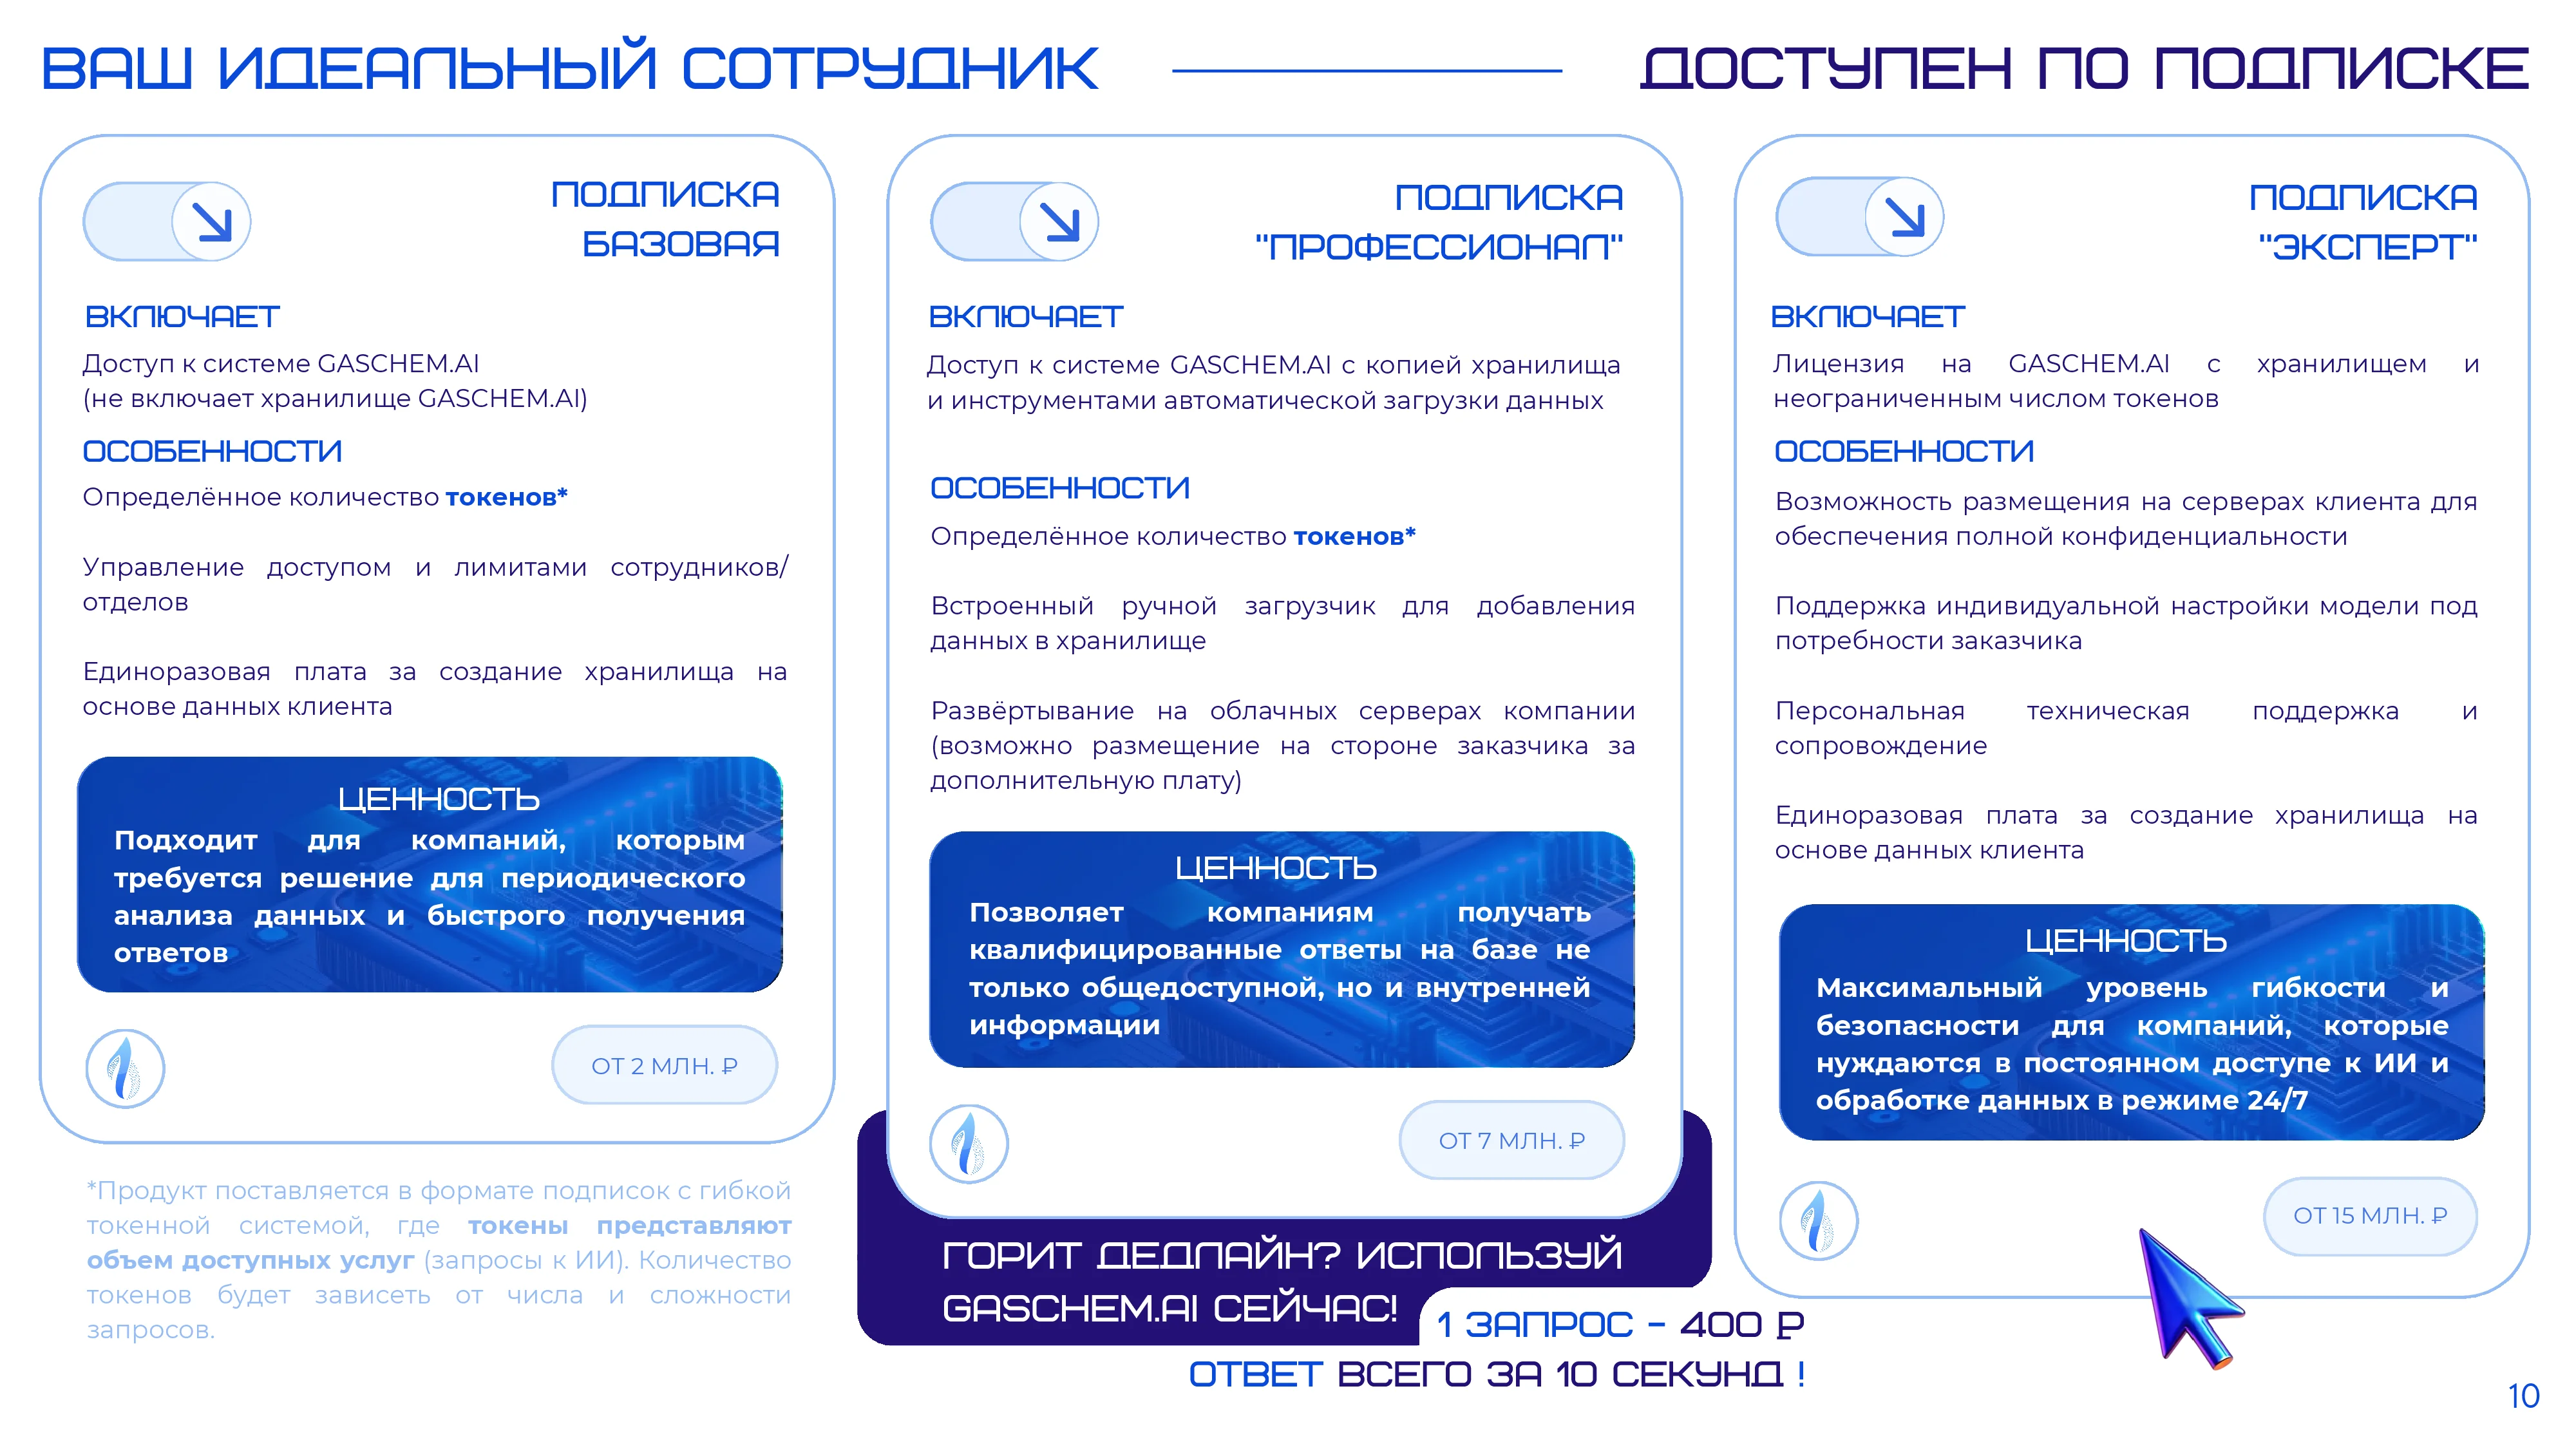 ВАШ ИДЕАЛЬНЫЙ СОТРУДНИК
ДОСТУПЕН ПО ПОДПИСКЕ
ПОДПИСКА
БАЗОВАЯ
ВКЛЮЧАЕТ
Доступ к системе GASCHEM.AI
(не включает хранилище GASCHEM.AI)
ОСОБЕННОСТИ
Определённое количество токенов*
Управление доступом и лимитами сотрудников/
отделов
Единоразовая плата за создание хранилища на
основе данных клиента
ЦЕННОСТЬ
Подходит для компаний, которым
требуется решение для периодического
анализа данных и быстрого получения
ответов
ОТ 2 МЛН. ₽
*Продукт поставляется в формате подписок с гибкой
токенной системой, где токены представляют
объем доступных услуг (запросы к ИИ). Количество
токенов будет зависеть от числа и сложности
запросов.
ПОДПИСКА
"ПРОФЕССИОНАЛ"
ВКЛЮЧАЕТ
Доступ к системе GASCHEM.AI с копией хранилища
и инструментами автоматической загрузки данных
ОСОБЕННОСТИ
Определённое количество токенов*
Встроенный ручной загрузчик для добавления
данных в хранилище
Развёртывание на облачных серверах компании
(возможно размещение на стороне заказчика за
дополнительную плату)
ЦЕННОСТЬ
Позволяет компаниям получать
квалифицированные ответы на базе не
только общедоступной, но и внутренней
информации
ОТ 7 МЛН. ₽
ГОРИТ ДЕДЛАЙН? ИСПОЛЬЗУЙ
GASCHEM.AI СЕЙЧАС!
1 ЗАПРОС - 400 ₽
ОТВЕТ ВСЕГО ЗА 10 СЕКУНД !
ПОДПИСКА
"ЭКСПЕРТ"
ВКЛЮЧАЕТ
Лицензия на GASCHEM.AI с хранилищем и
неограниченным числом токенов
ОСОБЕННОСТИ
Возможность размещения на серверах клиента для
обеспечения полной конфиденциальности
Поддержка индивидуальной настройки модели под
потребности заказчика
Персональная техническая поддержка и
сопровождение
Единоразовая плата за создание хранилища на
основе данных клиента
ЦЕННОСТЬ
Максимальный уровень гибкости и
безопасности для компаний, которые
нуждаются в постоянном доступе к ИИ и
обработке данных в режиме 24/7
ОТ 15 МЛН. ₽
10